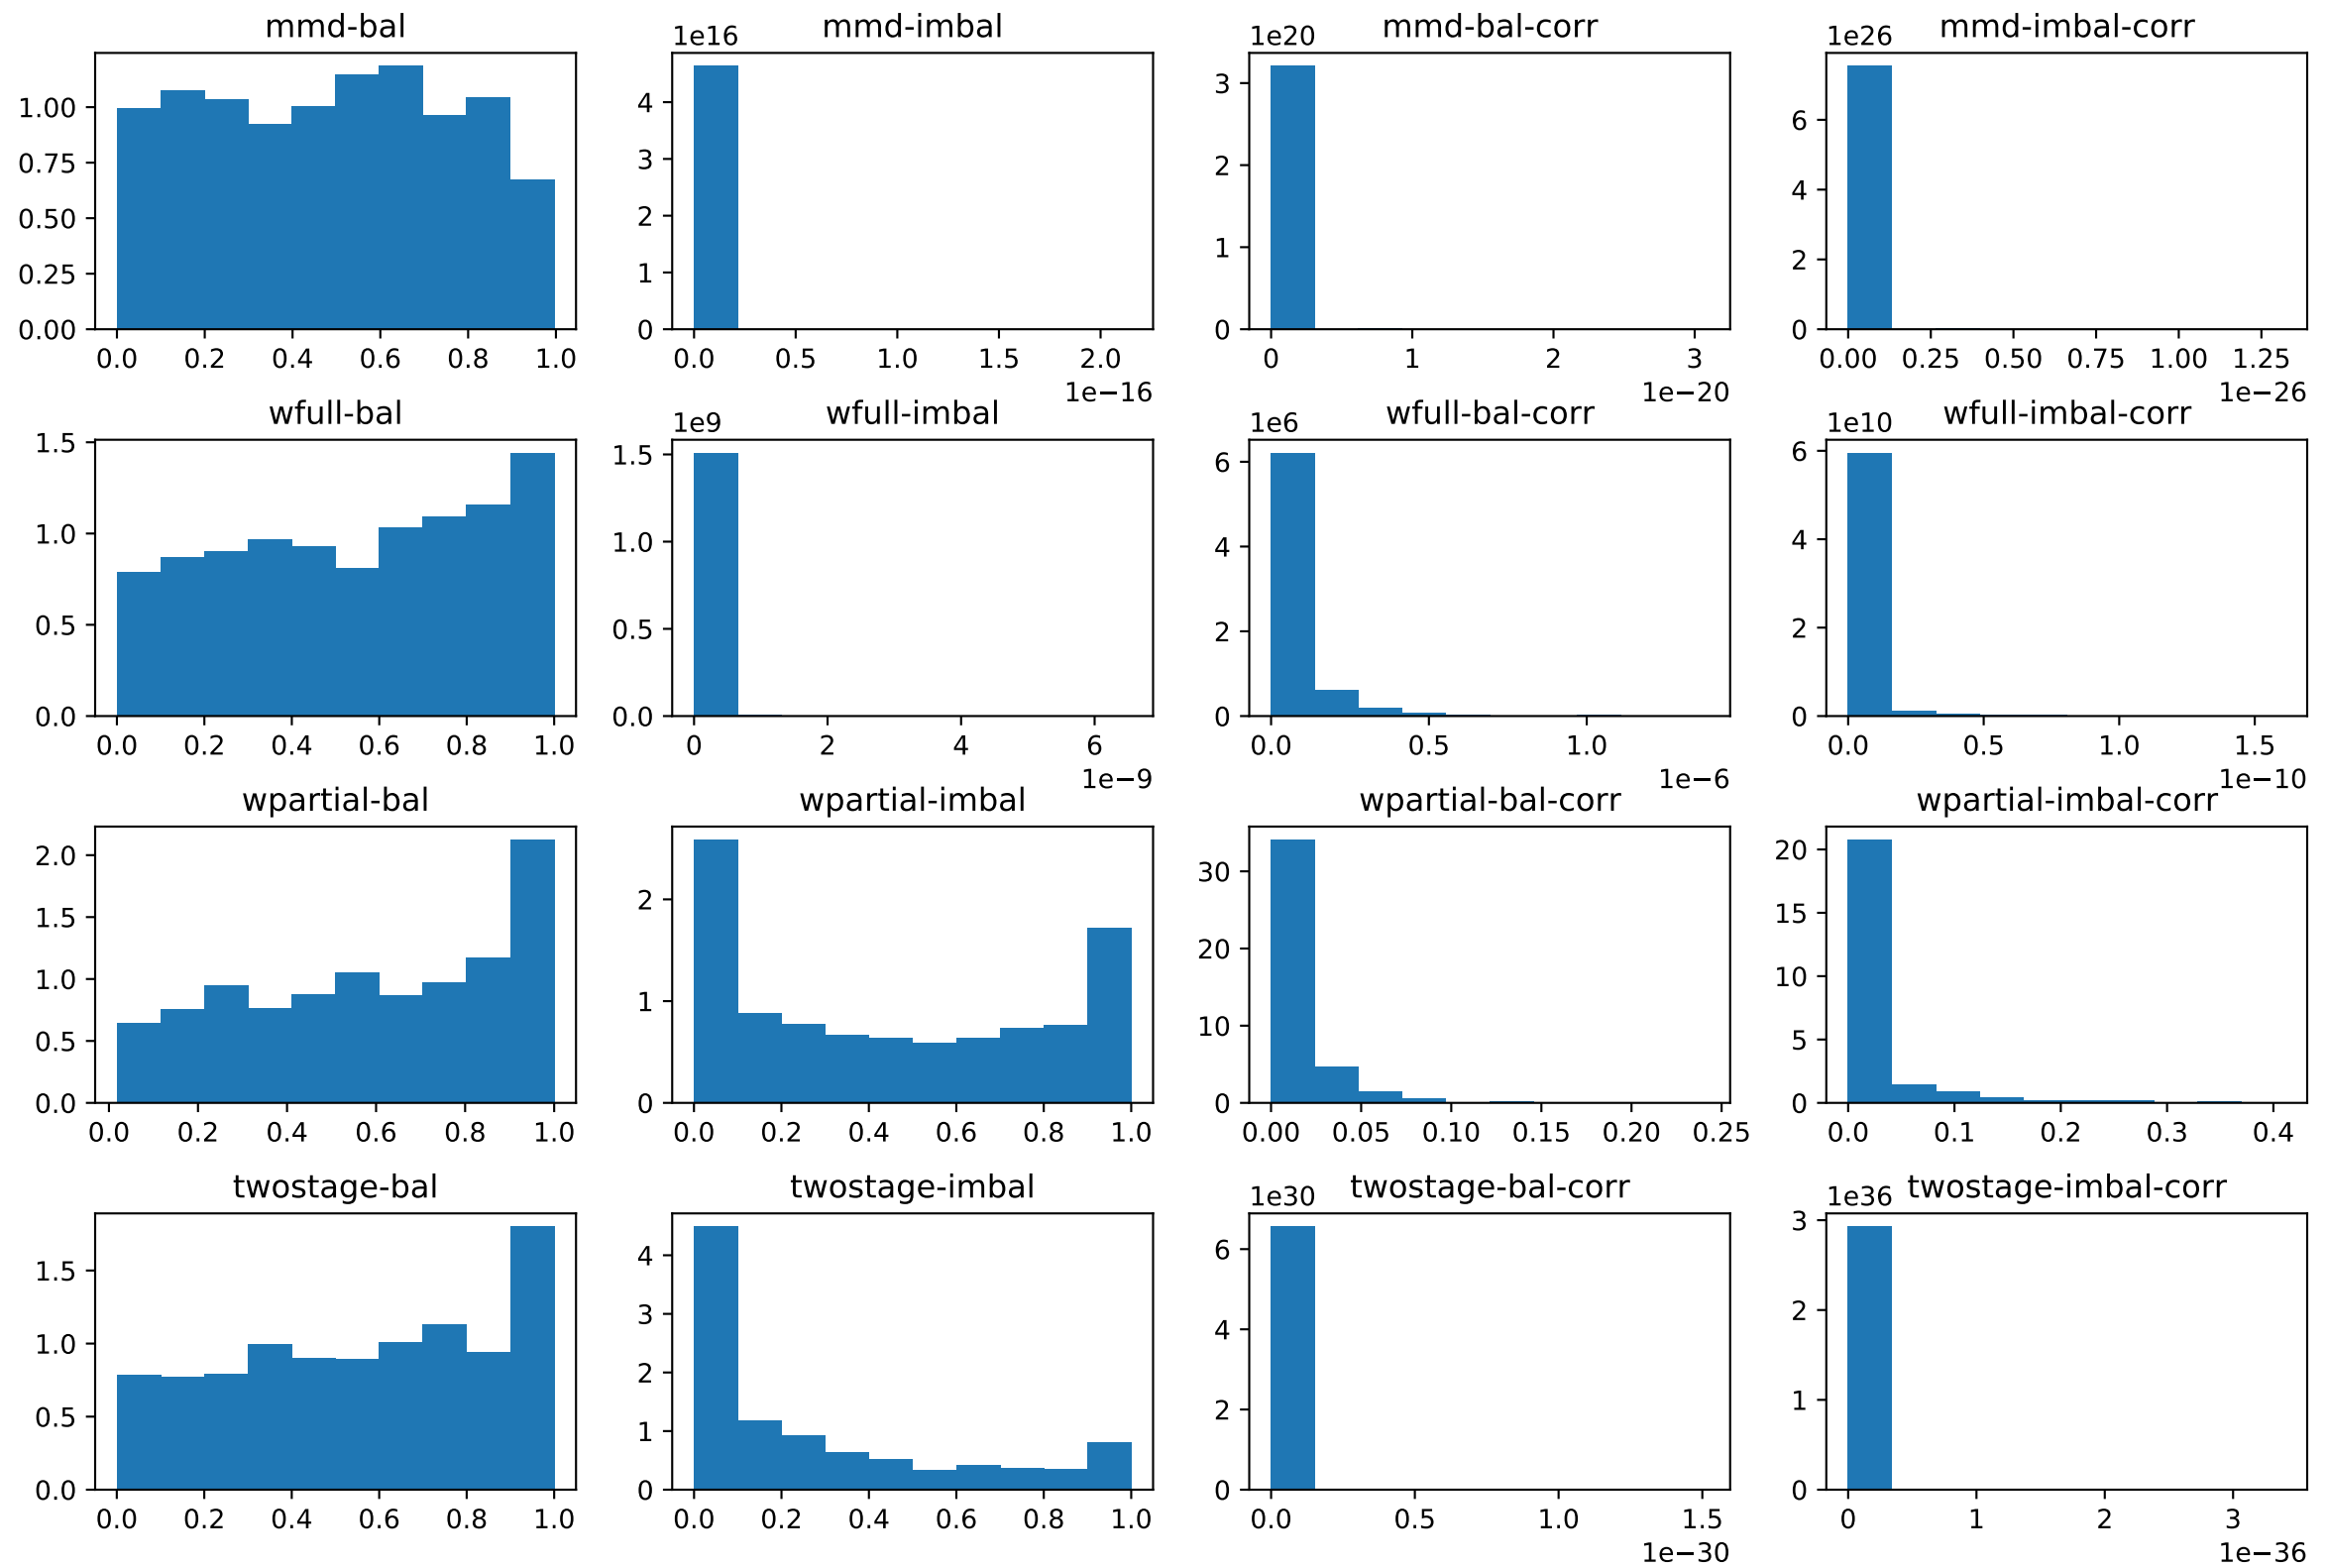 mmd-bal
1.00
0.75
0.50
0.25
0.00
0.0 0.2 0.4 0.6 0.8 1.0
mmd-imbal
1e16
4
3
2
1
0
0.0 0.5 1.0 1.5 2.0
1e−16
mmd-bal-corr
1e20
3
2
1
0
0 1 2 3
1e−20
mmd-imbal-corr
1e26
6
4
2
0
0.00 0.25 0.50 0.75 1.00 1.25
1e−26
wfull-bal
1.5
1.0
0.5
0.0
0.0 0.2 0.4 0.6 0.8 1.0
wfull-imbal
1e9
1.5
1.0
0.5
0.0
0 2 4 6
1e−9
wfull-bal-corr
1e6
6
4
2
0
0.0 0.5 1.0
1e−6
wfull-imbal-corr
1e10
6
4
2
0
0.0 0.5 1.0 1.5
1e−10
wpartial-bal
2.0
1.5
1.0
0.5
0.0
0.0 0.2 0.4 0.6 0.8 1.0
wpartial-imbal
2
1
0
0.0 0.2 0.4 0.6 0.8 1.0
wpartial-bal-corr
30
20
10
0
0.00 0.05 0.10 0.15 0.20 0.25
wpartial-imbal-corr
20
15
10
5
0
0.0 0.1 0.2 0.3 0.4
twostage-bal
1.5
1.0
0.5
0.0
0.0 0.2 0.4 0.6 0.8 1.0
twostage-imbal
4
3
2
1
0
0.0 0.2 0.4 0.6 0.8 1.0
twostage-bal-corr
1e30
6
4
2
0
0.0 0.5 1.0 1.5
1e−30
twostage-imbal-corr
1e36
3
2
1
0
0 1 2 3
1e−36